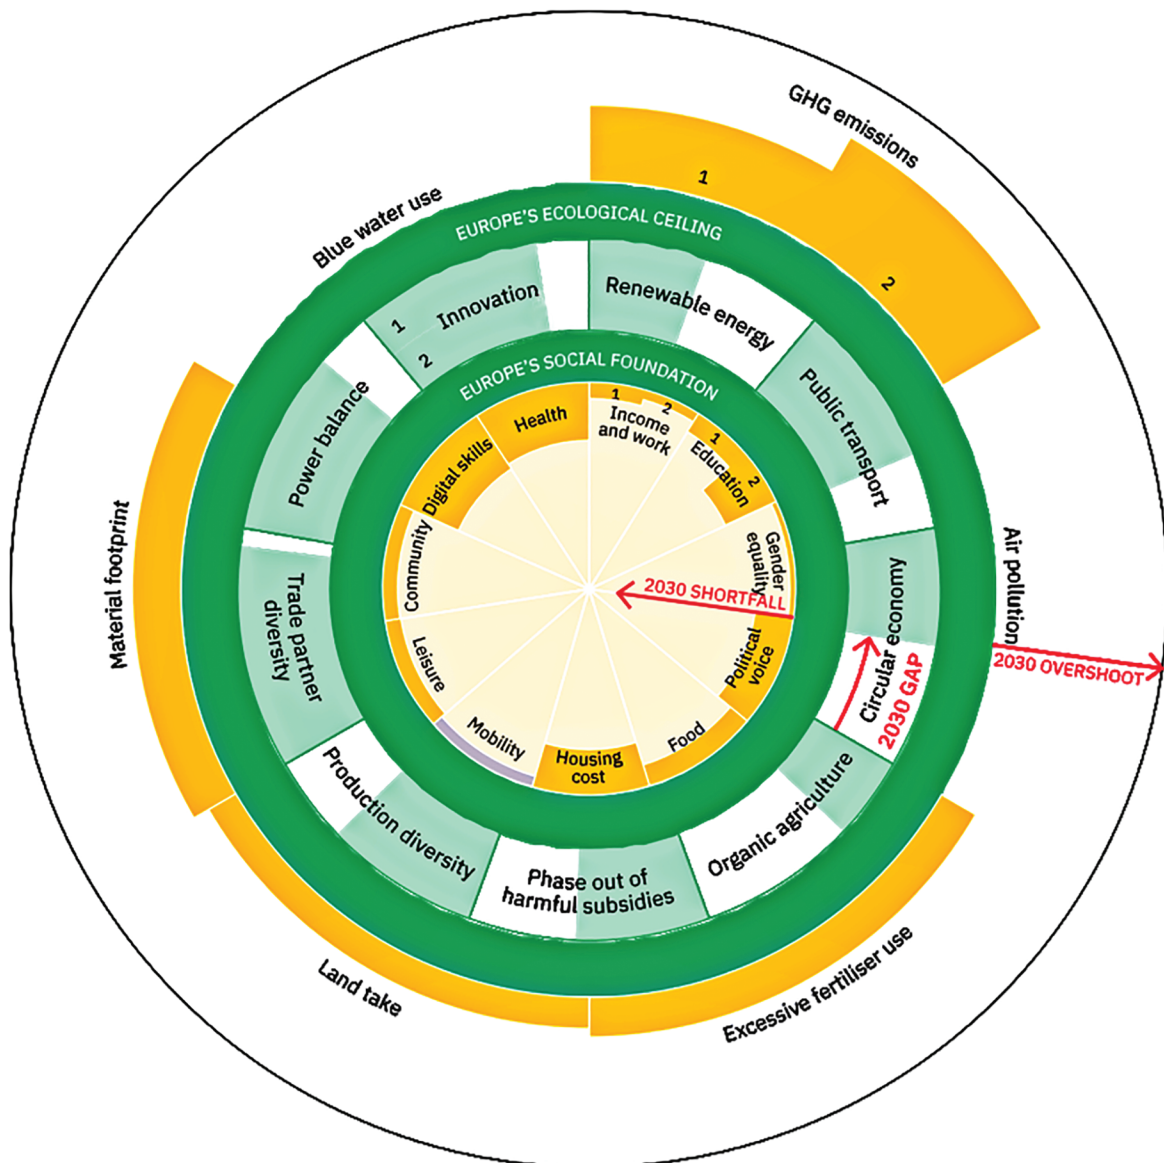 GHG emissions
1
2
Blue water use
EUROPE'S ECOLOGICAL CEILING
1
Innovation
2
Renewable energy
Public transport
Power balance
EUROPE'S SOCIAL FOUNDATION
Health
1
2
Income
and work
1
Education
2
Digital skills
Community
Gender
equality
2030 SHORTFALL
Political
voice
Leisure
Mobility
Housing
cost
Food
Material footprint
Trade partner
diversity
Circular economy
2030 GAP
Air pollution
2030 OVERSHOOT
Production diversity
Phase out of
harmful subsidies
Organic agriculture
Land take
Excessive fertiliser use